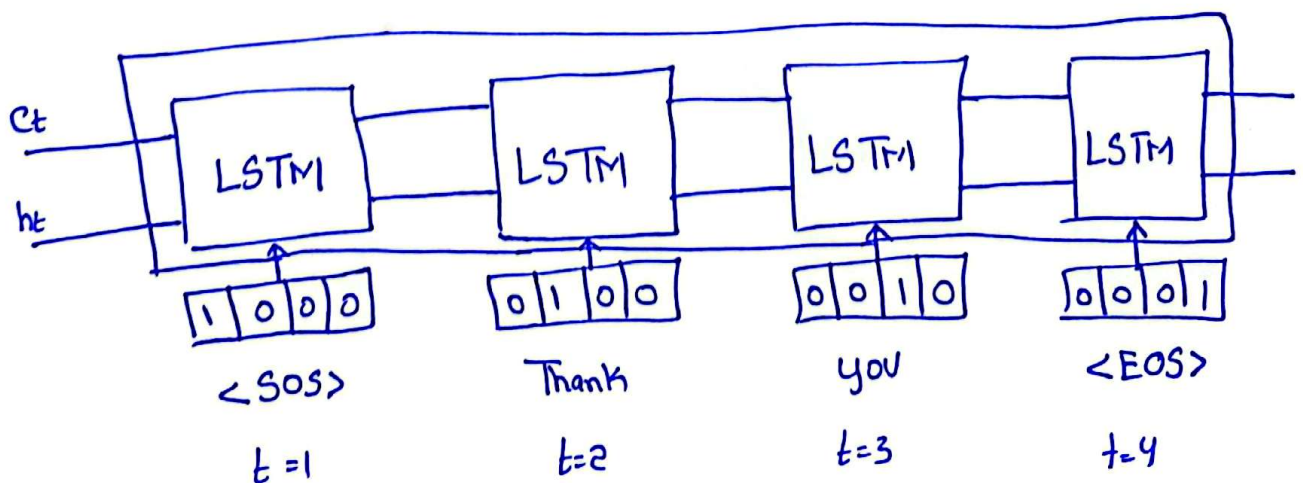 Ct
LSTM LSTM LSTM LSTM
ht
1 0 0 0 0 1 0 0 0 0 1 0 0 0 0 1
<SOS> Thank you <EOS>
t=1 t=2 t=3 t=4